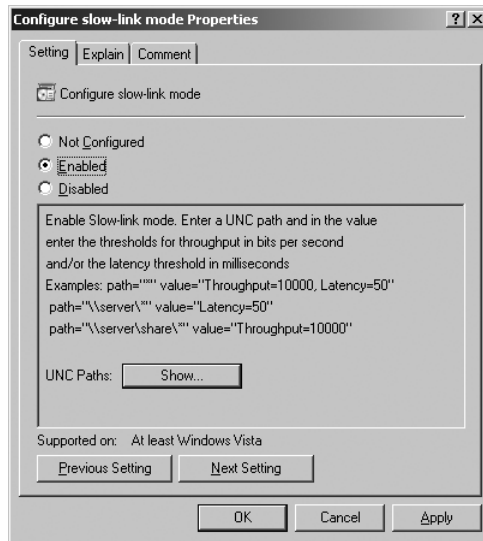 Configure slow-link mode Properties
Setting
Explain
Comment
Configure slow-link mode
Not Configured
Enabled
Disabled
Enable Slow-link mode. Enter a UNC path and in the value
enter the thresholds for throughput in bits per second
and/or the latency threshold in milliseconds
Examples: path="*" value="Throughput=10000, Latency=50"
path="\\server\*" value="Latency=50"
path="\\server\share\*" value="Throughput=10000"
UNC Paths: Show...
Supported on: At least Windows Vista
Previous Setting
Next Setting
OK
Cancel
Apply